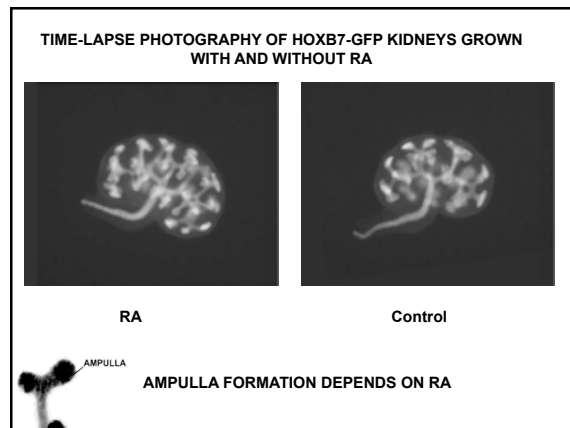 TIME-LAPSE PHOTOGRAPHY OF HOXB7-GFP KIDNEYS GROWN
WITH AND WITHOUT RA
RA
Control
AMPULLA
AMPULLA FORMATION DEPENDS ON RA